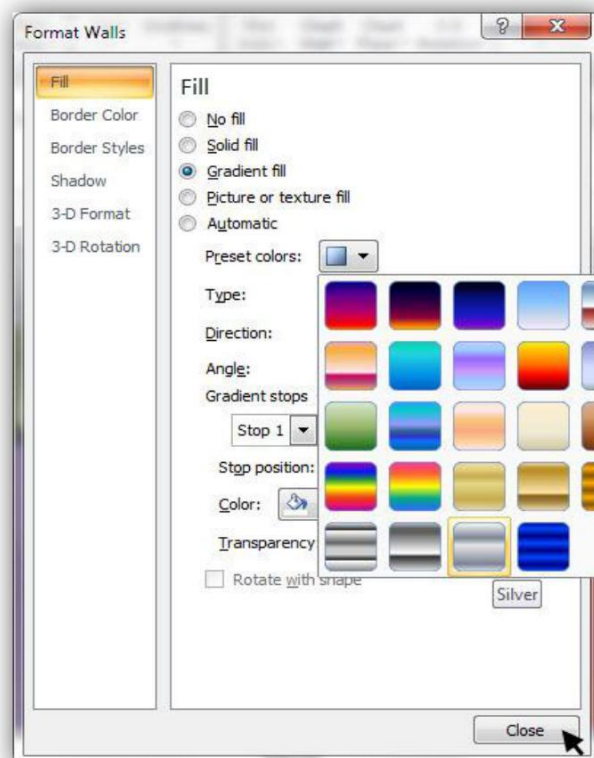 Format Walls
Fill
Border Color
Border Styles
Shadow
3-D Format
3-D Rotation
Fill
No fill
Solid fill
Gradient fill
Picture or texture fill
Automatic
Preset colors:
Type:
Direction:
Angle:
Gradient stops
Stop 1
Stop position:
Color:
Transparency
Rotate with shape
Silver
Close